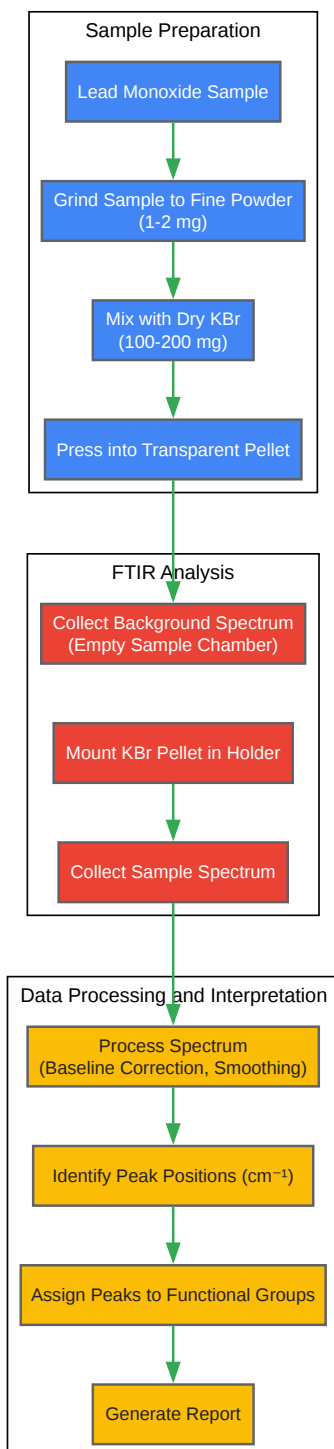 Sample Preparation
Lead Monoxide Sample
Grind Sample to Fine Powder
(1-2 mg)
Mix with Dry KBr
(100-200 mg)
Press into Transparent Pellet
FTIR Analysis
Collect Background Spectrum
(Empty Sample Chamber)
Mount KBr Pellet in Holder
Collect Sample Spectrum
Data Processing and Interpretation
Process Spectrum
(Baseline Correction, Smoothing)
Identify Peak Positions (cm⁻¹)
Assign Peaks to Functional Groups
Generate Report